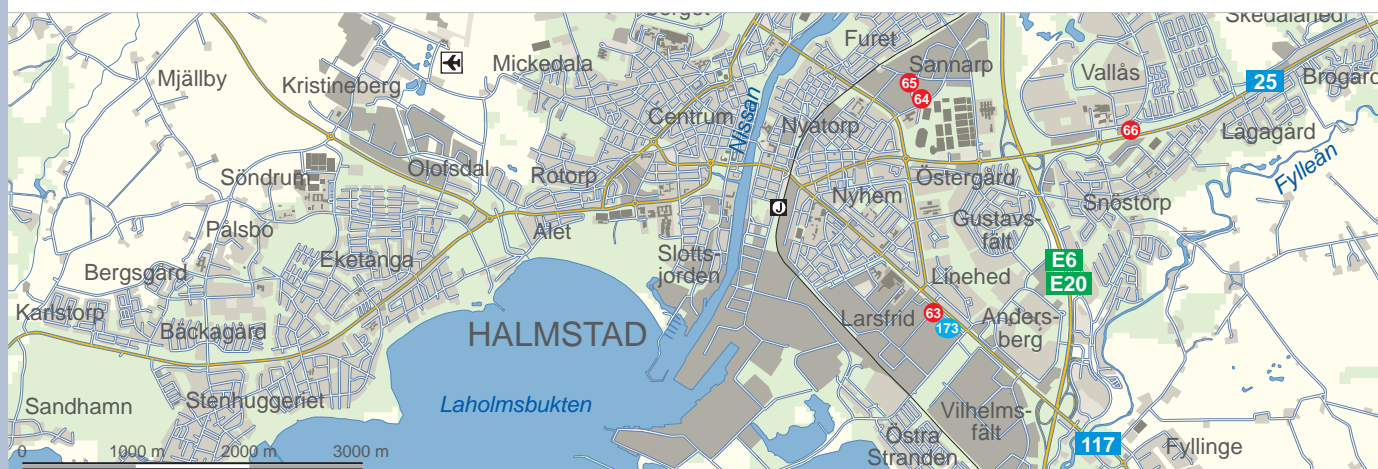 Furet
Sannarp
Mickedala
Vallås
Mjällby
Kristineberg
Brogård
25
65
64
Centrum
Nissan
Nyatorp
66
Lågagård
Olofsdal
Söndrum
Rotorp
Östergård
Fylleån
Nyhem
Snöstorp
Gustavs-
fält
J
Pålsbo
Ålet
Eketånga
Slotts-
jorden
Bergsgård
Linehed
E6
E20
Karlstorp
Bäckagård
HALMSTAD
Larsfrid
63
173
Anders-
berg
Sandhamn
Stenhuggeriet
Laholmsbukten
Vilhelms-
fält
Östra
Stranden
117
Fyllinge
0
1000 m
2000 m
3000 m